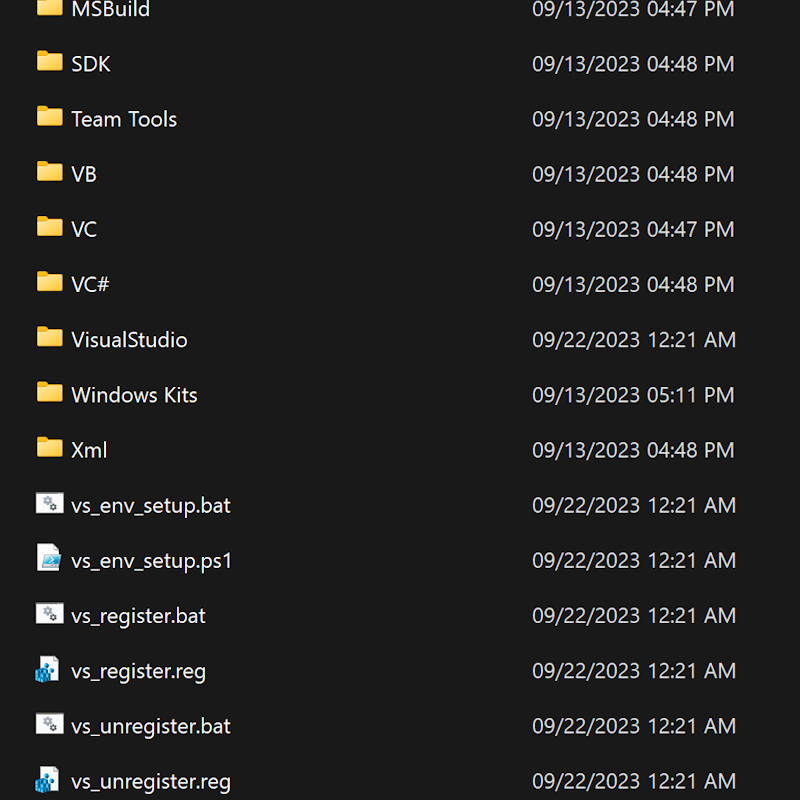 MSBuild 09/13/2023 04:47 PM
SDK 09/13/2023 04:48 PM
Team Tools 09/13/2023 04:48 PM
VB 09/13/2023 04:48 PM
VC 09/13/2023 04:47 PM
VC# 09/13/2023 04:48 PM
VisualStudio 09/22/2023 12:21 AM
Windows Kits 09/13/2023 05:11 PM
Xml 09/13/2023 04:48 PM
vs_env_setup.bat 09/22/2023 12:21 AM
vs_env_setup.ps1 09/22/2023 12:21 AM
vs_register.bat 09/22/2023 12:21 AM
vs_register.reg 09/22/2023 12:21 AM
vs_unregister.bat 09/22/2023 12:21 AM
vs_unregister.reg 09/22/2023 12:21 AM